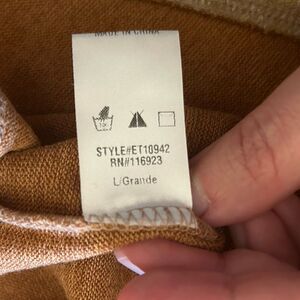 MADE IN CHINA
STYLE#ET10942
RN#116923
L/Grande